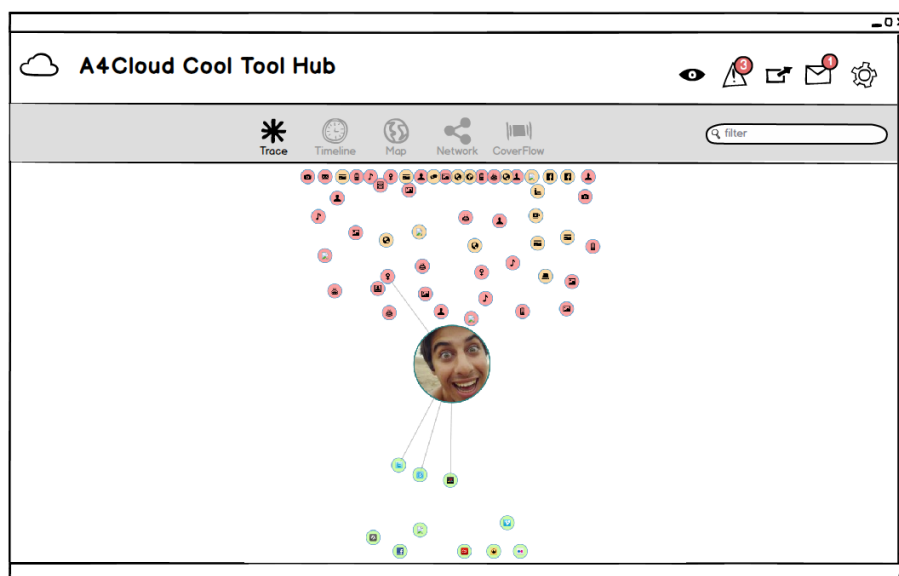 A4Cloud Cool Tool Hub
3
1
Trace
Timeline
Map
Network
CoverFlow
filter